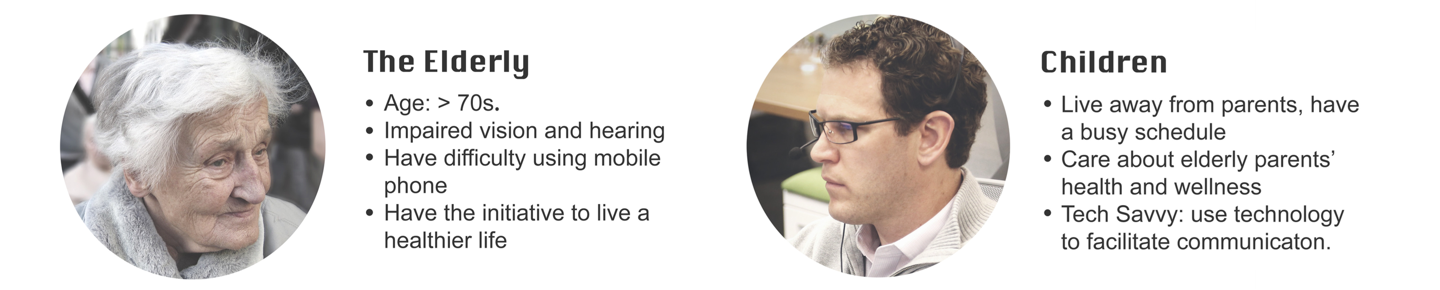 The Elderly
• Age: > 70s.
• Impaired vision and hearing
• Have difficulty using mobile
phone
• Have the initiative to live a
healthier life
Children
• Live away from parents, have
a busy schedule
• Care about elderly parents’
health and wellness
• Tech Savvy: use technology
to facilitate communicaton.